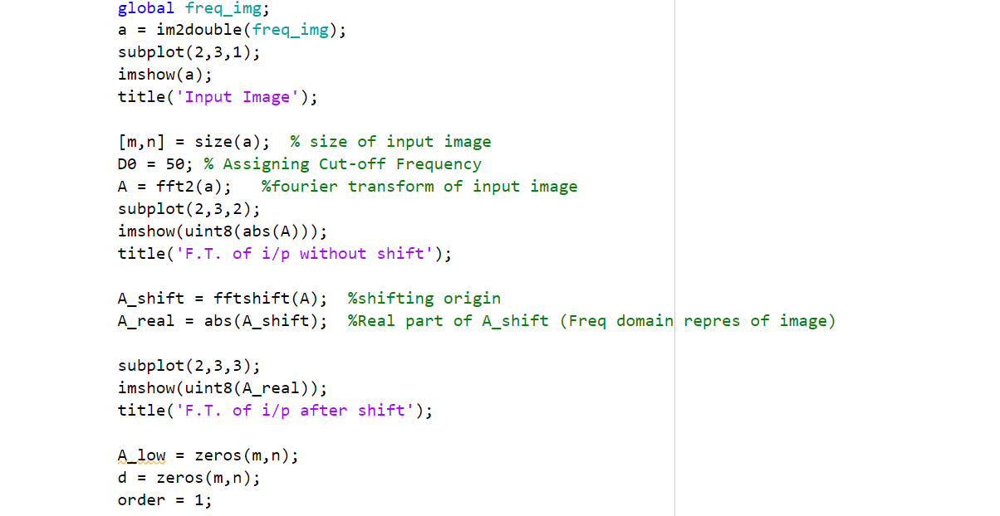 global freq_img;
a = im2double(freq_img);
subplot(2,3,1);
imshow(a);
title('Input Image');
[m,n] = size(a);  % size of input image
D0 = 50; % Assigning Cut-off Frequency
A = fft2(a);   %fourier transform of input image
subplot(2,3,2);
imshow(uint8(abs(A)));
title('F.T. of i/p without shift');
A_shift = fftshift(A);  %shifting origin
A_real = abs(A_shift);  %Real part of A_shift (Freq domain repres of image)
subplot(2,3,3);
imshow(uint8(A_real));
title('F.T. of i/p after shift');
A_low = zeros(m,n);
d = zeros(m,n);
order = 1;